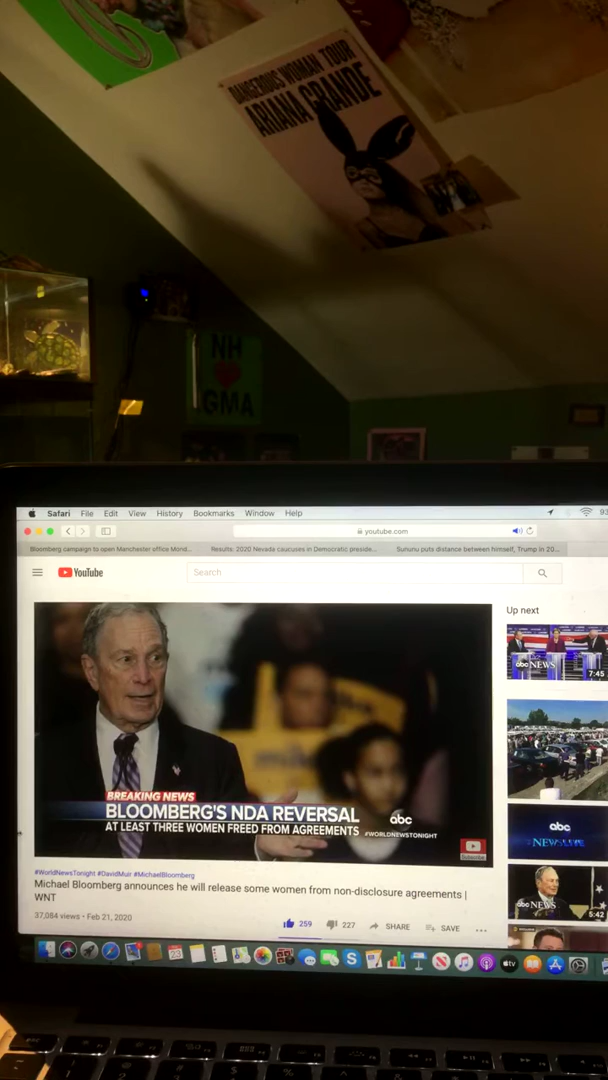 DANGEROUS WOMAN TOUR
ARIANA GRANDE
NH
GMA
Safari File Edit View History Bookmarks Window Help
youtube.com
Bloomberg campaign to open Manchester office Mond... Results: 2020 Nevada caucuses in Democratic preside... Sununu puts distance between himself, Trump in 20...
YouTube
Search
Up next
abc NEWS
7:45
BREAKING NEWS
BLOOMBERG'S NDA REVERSAL
AT LEAST THREE WOMEN FREED FROM AGREEMENTS
abc
#WORLDNEWSTONIGHT
Subscribe
abc
NEWS LIVE
abc NEWS
5:42
#WorldNewsTonight #DavidMuir #MichaelBloomberg
Michael Bloomberg announces he will release some women from non-disclosure agreements |
WNT
37,084 views • Feb 21, 2020
259
227
SHARE
SAVE
23
tv